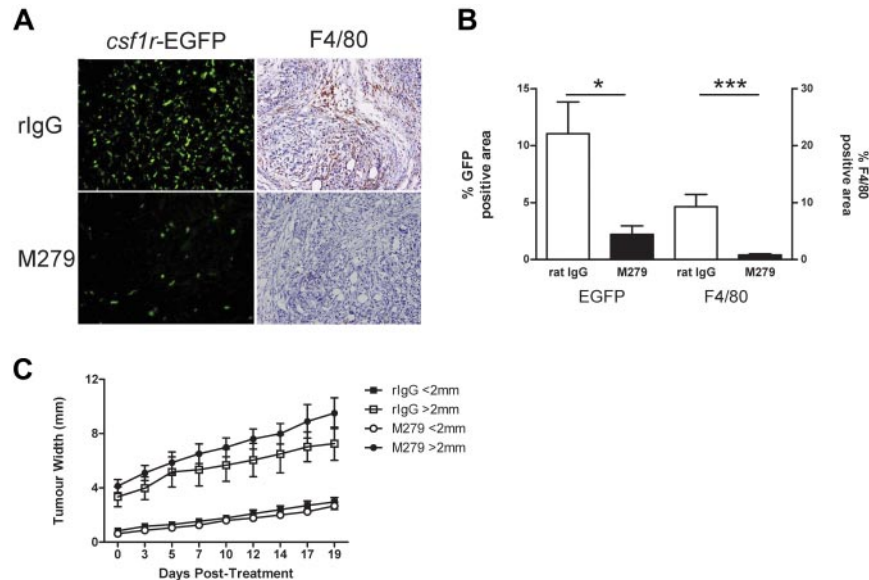 A
csf1r-EGFP
F4/80
rIgG
M279
B
*
***
15
10
5
0
% GFP
positive area
30
20
10
0
% F4/80
positive area
rat IgG
M279
rat IgG
M279
EGFP
F4/80
C
12
8
4
0
Tumour Width (mm)
0 3 5 7 10 12 14 17 19
Days Post-Treatment
rIgG <2mm
rIgG >2mm
M279 <2mm
M279 >2mm